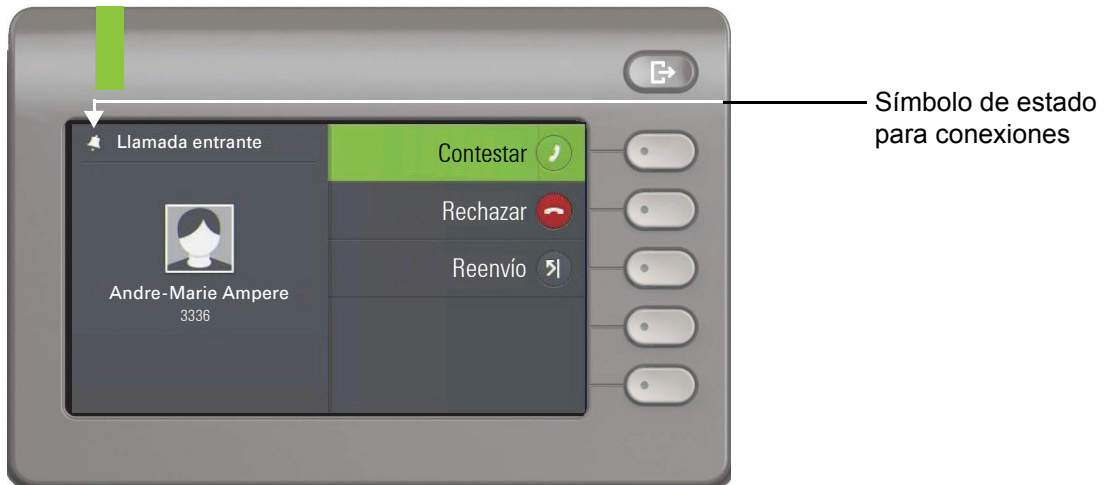 Símbolo de estado
para conexiones
Llamada entrante
Contestar
Rechazar
Reenvío
Andre-Marie Ampere
3336